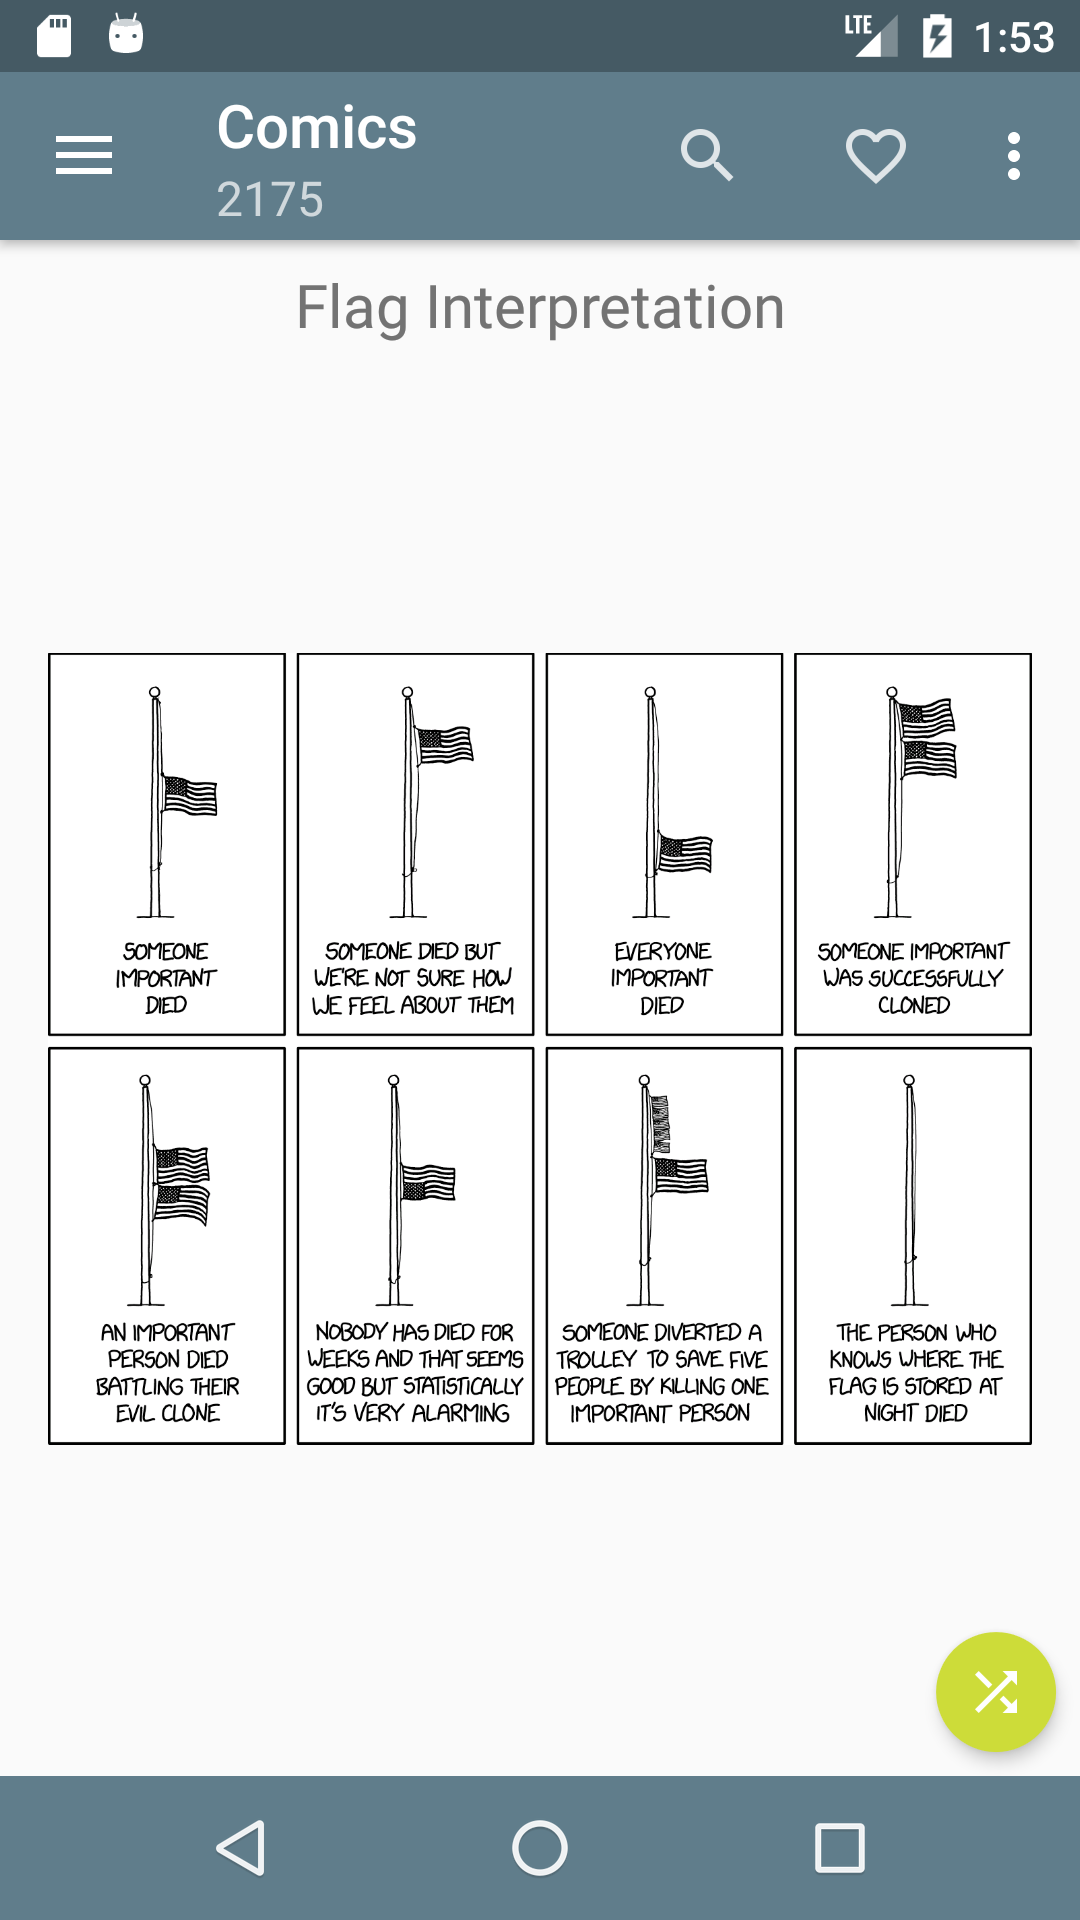 LTE 1:53
Comics
2175
Flag Interpretation
SOMEONE
IMPORTANT
DIED
SOMEONE DIED BUT
WE'RE NOT SURE HOW
WE FEEL ABOUT THEM
EVERYONE
IMPORTANT
DIED
SOMEONE IMPORTANT
WAS SUCCESSFULLY
CLONED
AN IMPORTANT
PERSON DIED
BATTLING THEIR
EVIL CLONE
NOBODY HAS DIED FOR
WEEKS AND THAT SEEMS
GOOD BUT STATISTICALLY
IT'S VERY ALARMING
SOMEONE DIVERTED A
TROLLEY TO SAVE FIVE
PEOPLE BY KILLING ONE
IMPORTANT PERSON
THE PERSON WHO
KNOWS WHERE THE
FLAG IS STORED AT
NIGHT DIED